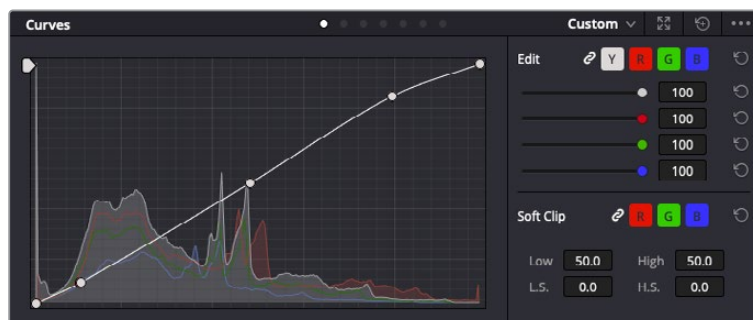 Curves Custom
Edit Y R G B
100
100
100
100
Soft Clip R G B
Low 50.0 High 50.0
L.S. 0.0 H.S. 0.0